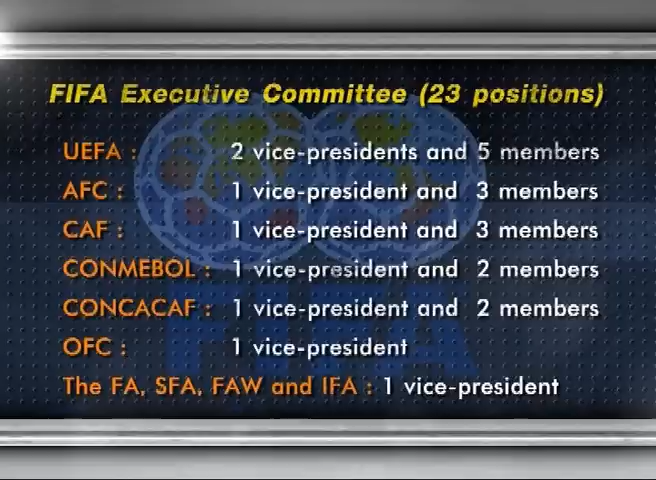 FIFA Executive Committee (23 positions)
UEFA : 2 vice-presidents and 5 members
AFC : 1 vice-president and 3 members
CAF : 1 vice-president and 3 members
CONMEBOL : 1 vice-president and 2 members
CONCACAF : 1 vice-president and 2 members
OFC : 1 vice-president
The FA, SFA, FAW and IFA : 1 vice-president
FIFA